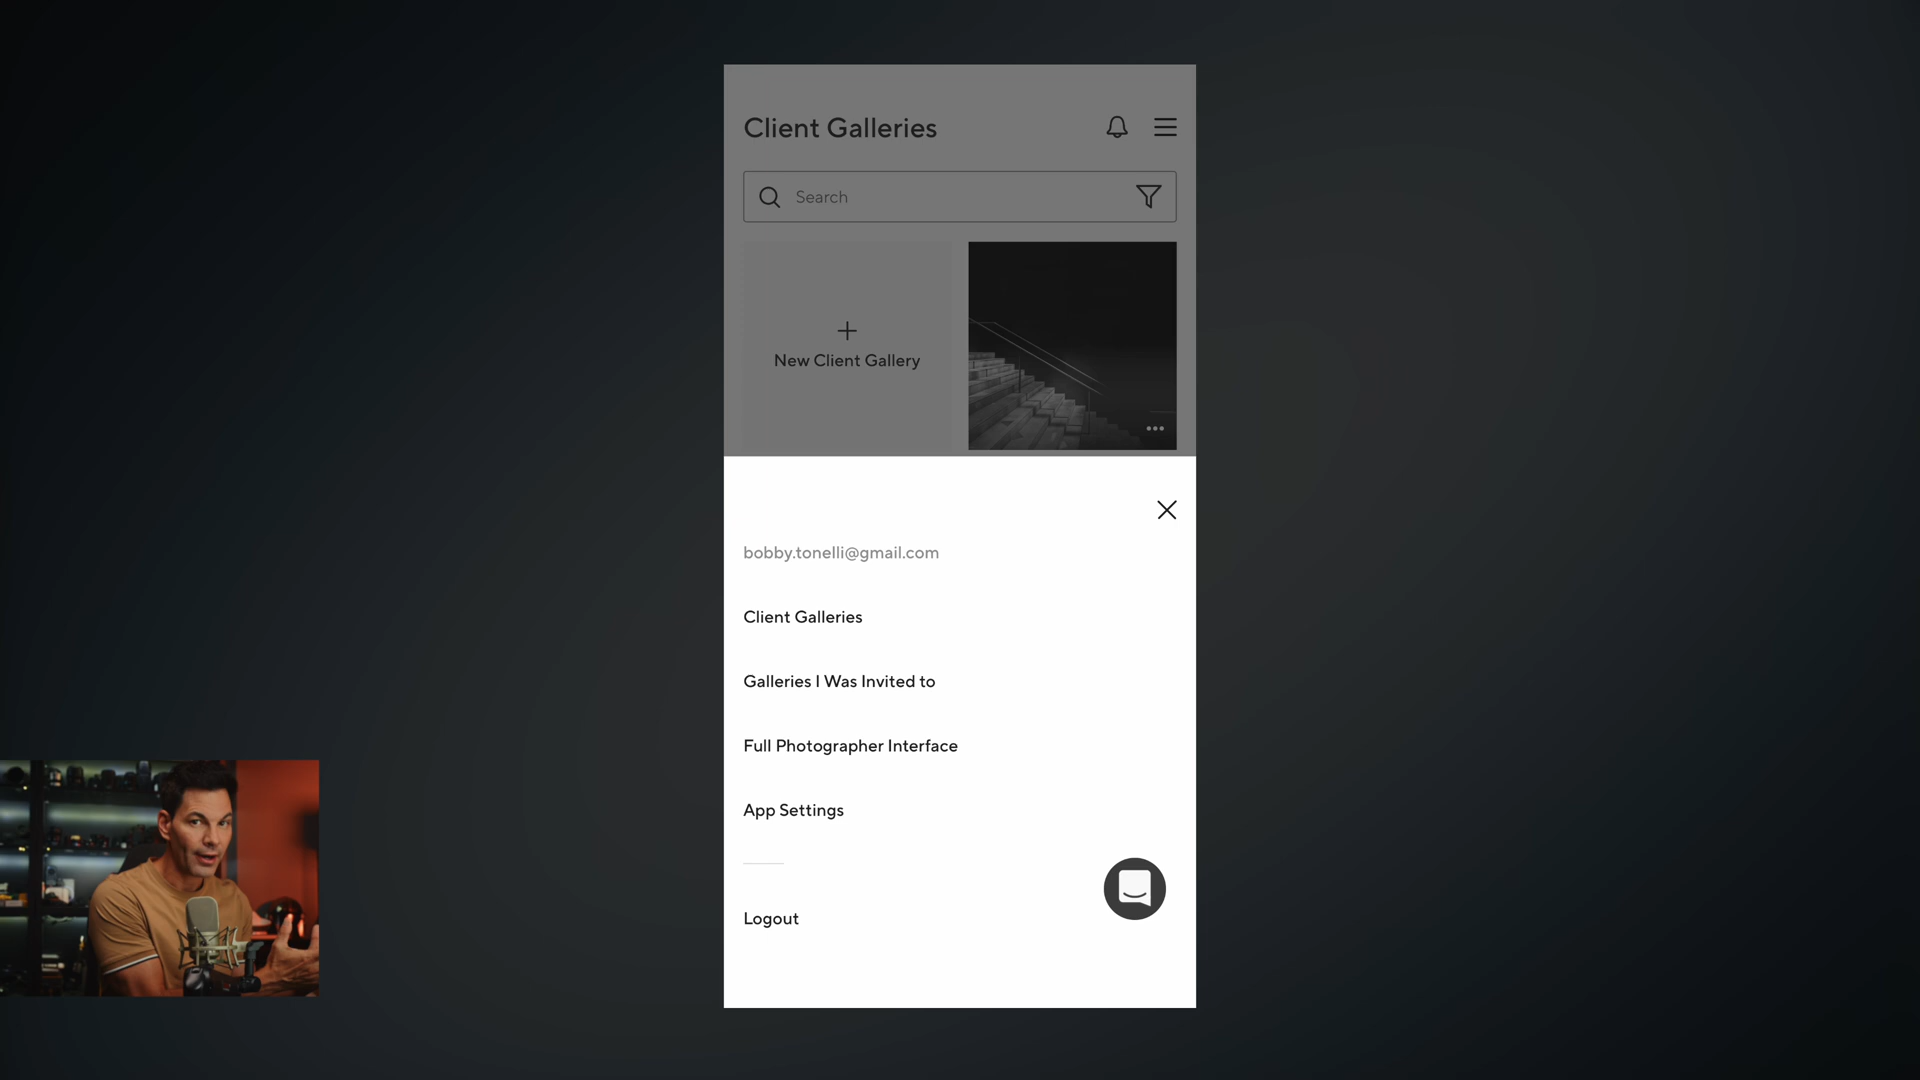 Client Galleries
Search
New Client Gallery
bobby.tonelli@gmail.com
Client Galleries
Galleries I Was Invited to
Full Photographer Interface
App Settings
Logout